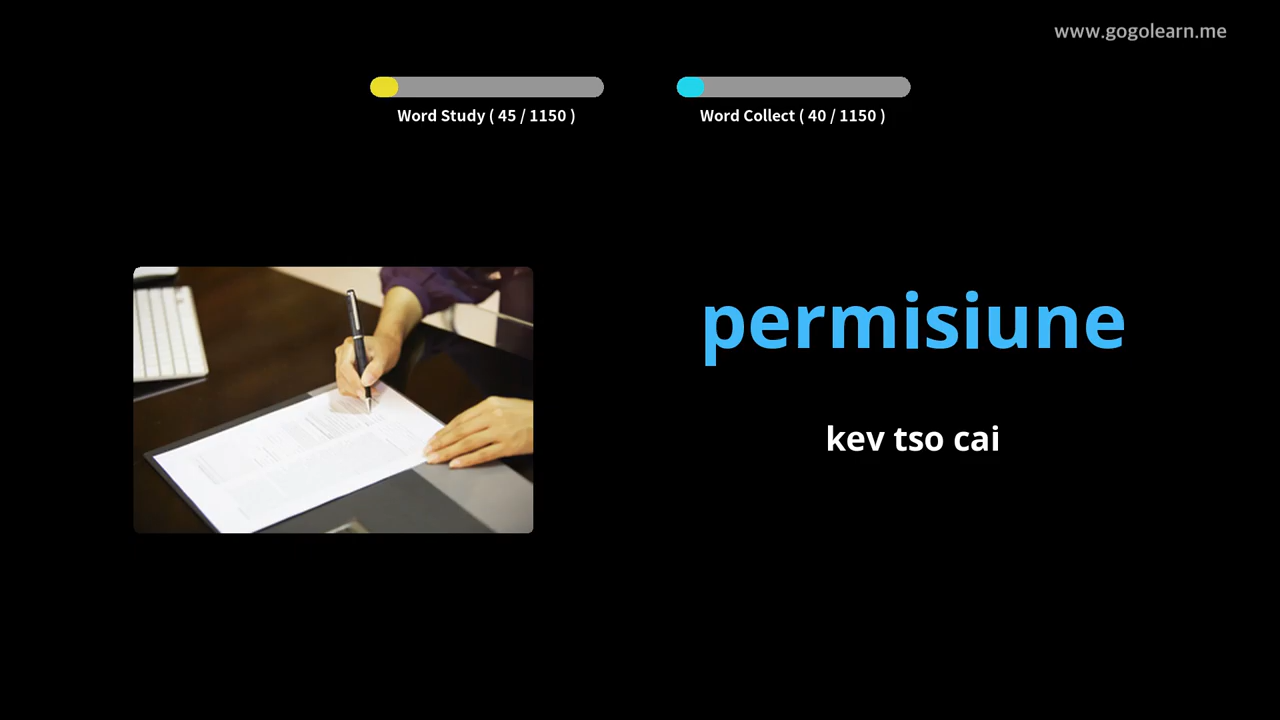 www.gogolearn.me
Word Study ( 45 / 1150 )
Word Collect ( 40 / 1150 )
permisiune
kev tso cai